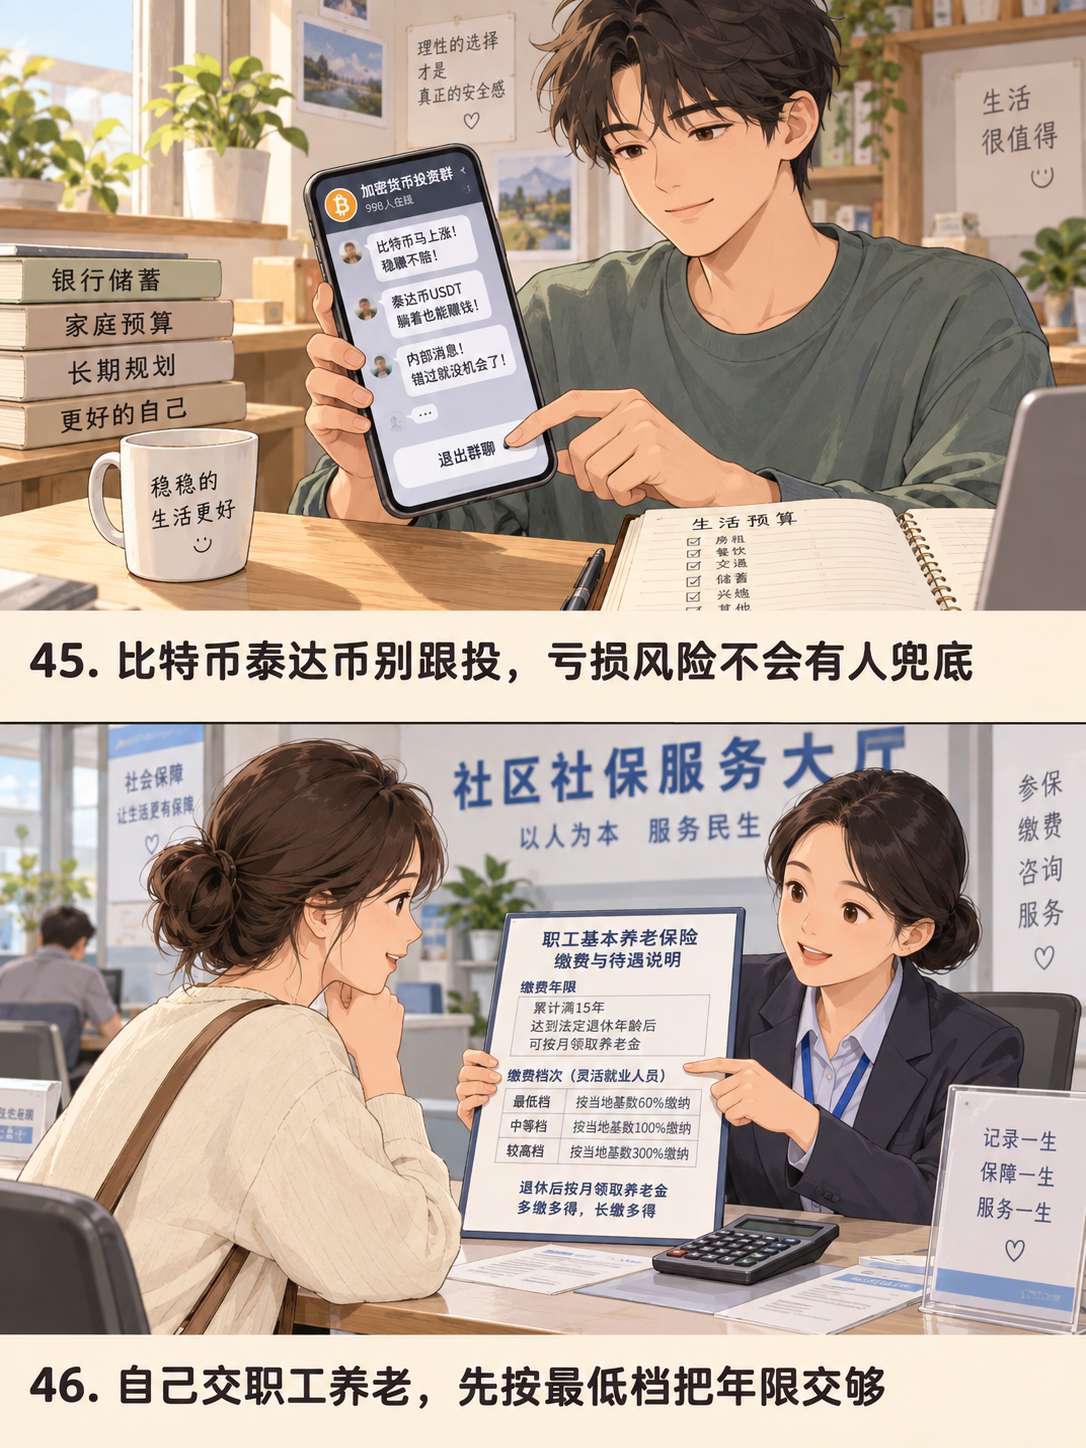 理性的选择
才是
真正的安全感
生活
很值得
加密货币投资群
998人在线
比特币马上涨！
稳赚不赔！
泰达币USDT
躺着也能赚钱！
内部消息！
错过就没机会了！
退出群聊
银行储蓄
家庭预算
长期规划
更好的自己
稳稳的
生活更好
生活预算
房租
餐饮
交通
储蓄
其他
45. 比特币泰达币别跟投，亏损风险不会有人兜底
社会保障
让生活更有保障
社区社保服务大厅
以人为本 服务民生
参保
缴费
咨询
服务
职工基本养老保险
缴费与待遇说明
缴费年限
累计满15年
达到法定退休年龄后
可按月领取养老金
缴费档次（灵活就业人员）
最低档 按当地基数60%缴纳
中等档 按当地基数100%缴纳
较高档 按当地基数300%缴纳
退休后按月领取养老金
多缴多得，长缴多得
记录一生
保障一生
服务一生
46. 自己交职工养老，先按最低档把年限交够